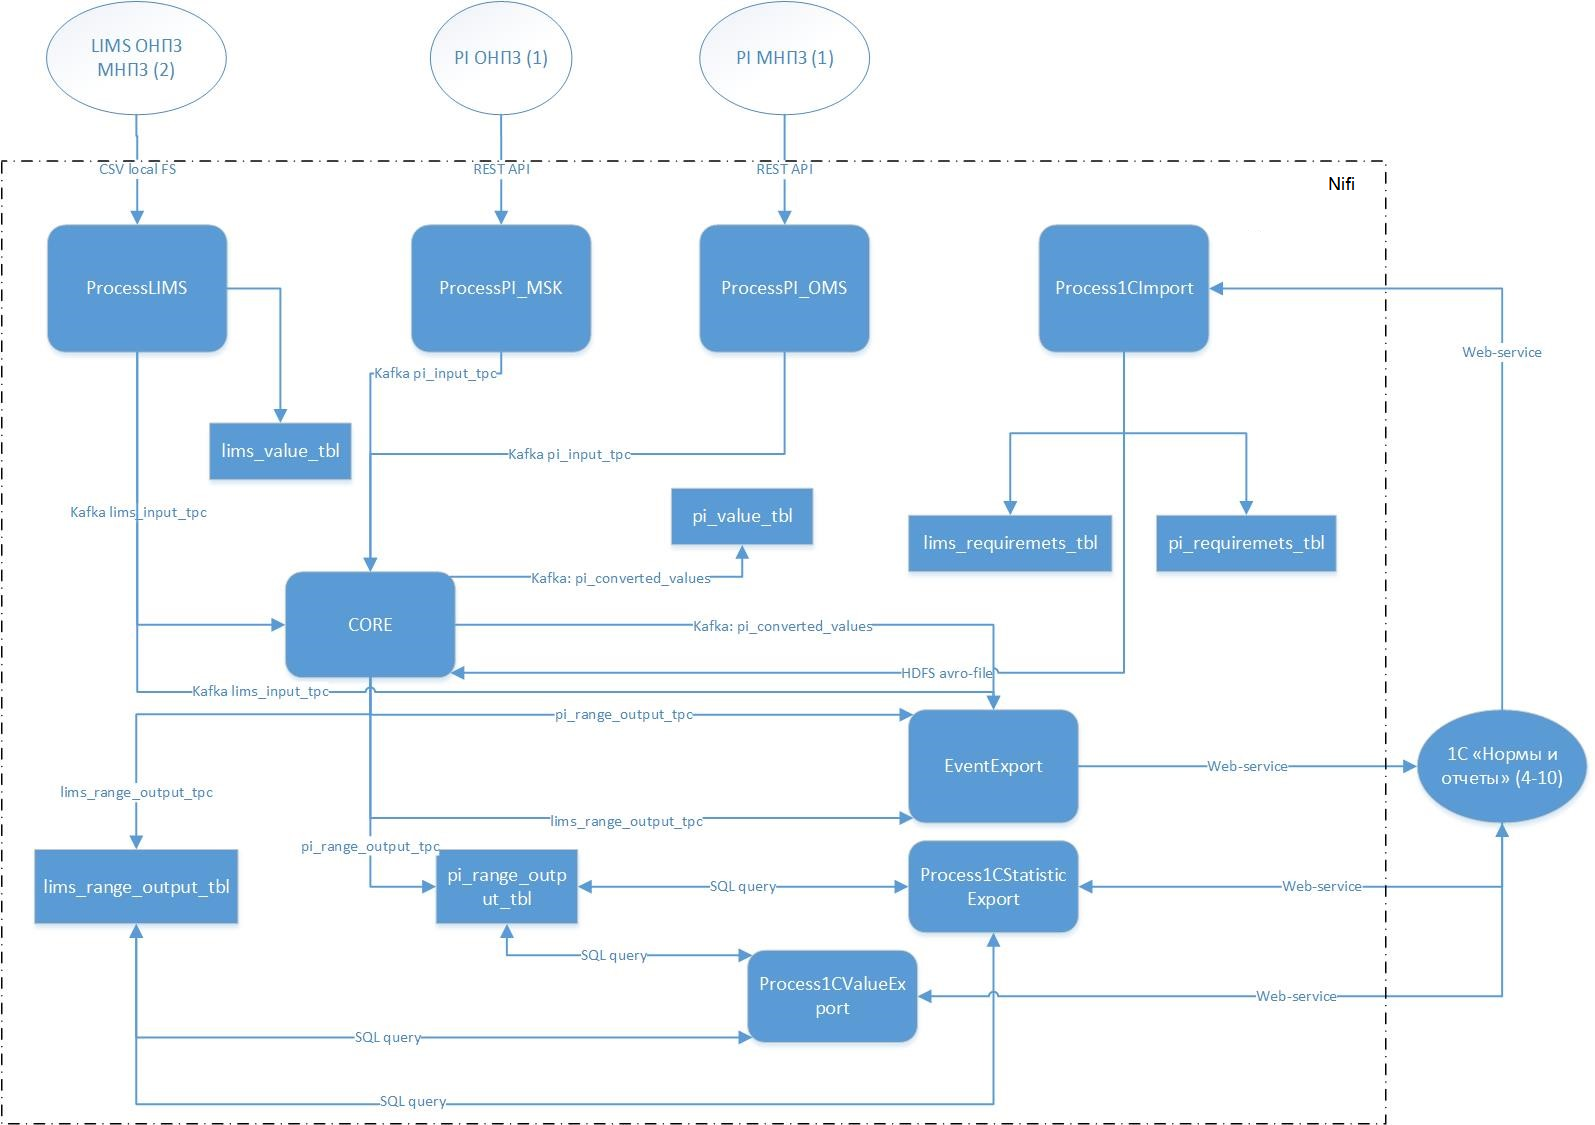 LIMS ОНПЗ
МНПЗ (2)
PI ОНПЗ (1)
PI МНПЗ (1)
CSV local FS
REST API
REST API
Nifi
ProcessLIMS
ProcessPI_MSK
ProcessPI_OMS
Process1CImport
Web-service
Kafka pi_input_tpc
lims_value_tbl
Kafka pi_input_tpc
Kafka lims_input_tpc
pi_value_tbl
lims_requiremets_tbl
pi_requiremets_tbl
Kafka: pi_converted_values
CORE
Kafka: pi_converted_values
HDFS avro-file
Kafka lims_input_tpc
pi_range_output_tpc
EventExport
Web-service
1С «Нормы и
отчеты» (4-10)
lims_range_output_tpc
lims_range_output_tpc
pi_range_output_tpc
lims_range_output_tbl
pi_range_outp
ut_tbl
SQL query
Process1CStatistic
Export
Web-service
SQL query
Process1CValueEx
port
Web-service
SQL query
SQL query